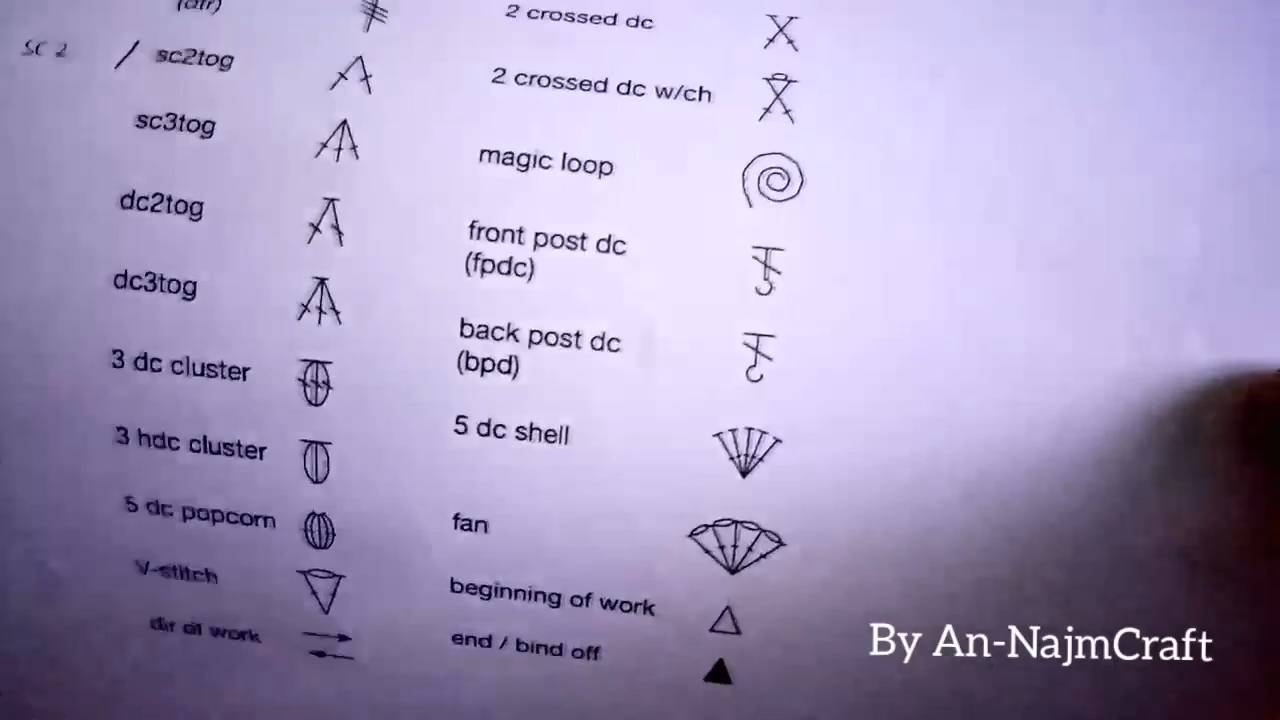 (dtr)
SC 2 / sc2tog
sc3tog
dc2tog
dc3tog
3 dc cluster
3 hdc cluster
5 dc popcorn
V-stitch
dir of work
2 crossed dc
2 crossed dc w/ch
magic loop
front post dc
(fpdc)
back post dc
(bpd)
5 dc shell
fan
beginning of work
end / bind off
By An-NajmCraft